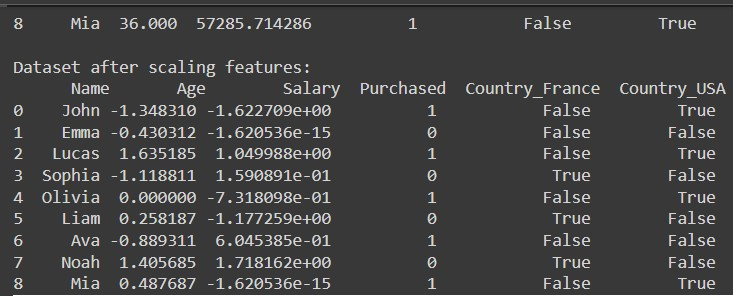 8 Mia 36.000 57285.714286 1 False True
Dataset after scaling features:
Name Age Salary Purchased Country_France Country_USA
0 John -1.348310 -1.622709e+00 1 False True
1 Emma -0.430312 -1.620536e-15 0 False False
2 Lucas 1.635185 1.049988e+00 1 False True
3 Sophia -1.118811 1.590891e-01 0 True False
4 Olivia 0.000000 -7.318098e-01 1 False True
5 Liam 0.258187 -1.177259e+00 0 True False
6 Ava -0.889311 6.045385e-01 1 False False
7 Noah 1.405685 1.718162e+00 0 True False
8 Mia 0.487687 -1.620536e-15 1 False True